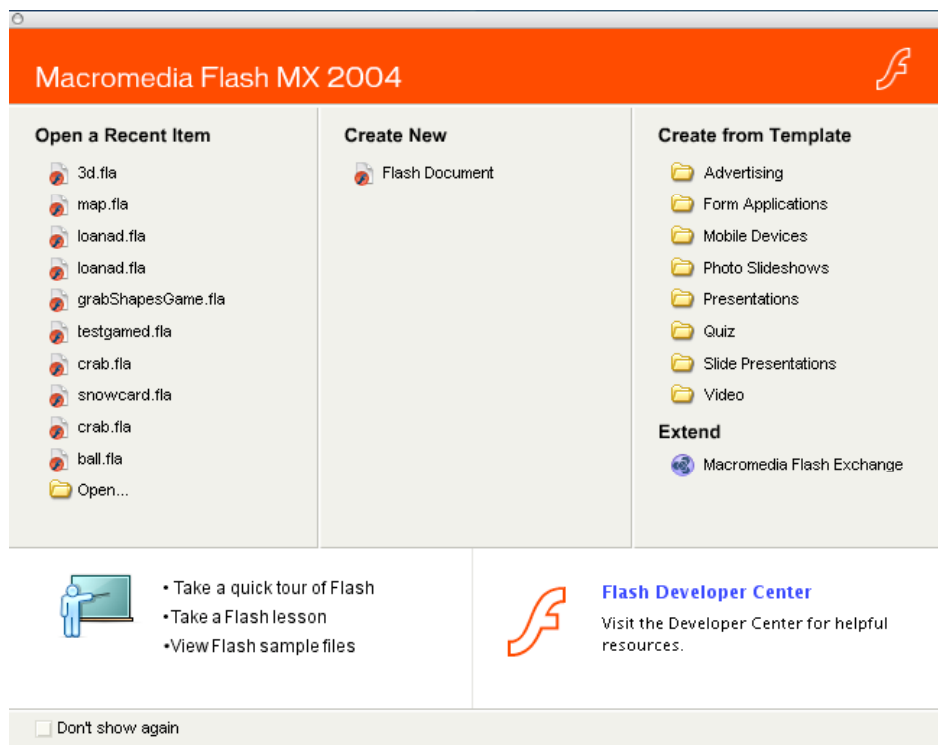 Macromedia Flash MX 2004
Open a Recent Item
3d.fla
map.fla
loanad.fla
loanad.fla
grabShapesGame.fla
testgamed.fla
crab.fla
snowcard.fla
crab.fla
ball.fla
Open...
Create New
Flash Document
Create from Template
Advertising
Form Applications
Mobile Devices
Photo Slideshows
Presentations
Quiz
Slide Presentations
Video
Extend
Macromedia Flash Exchange
• Take a quick tour of Flash
•Take a Flash lesson
•View Flash sample files
Flash Developer Center
Visit the Developer Center for helpful
resources.
Don't show again